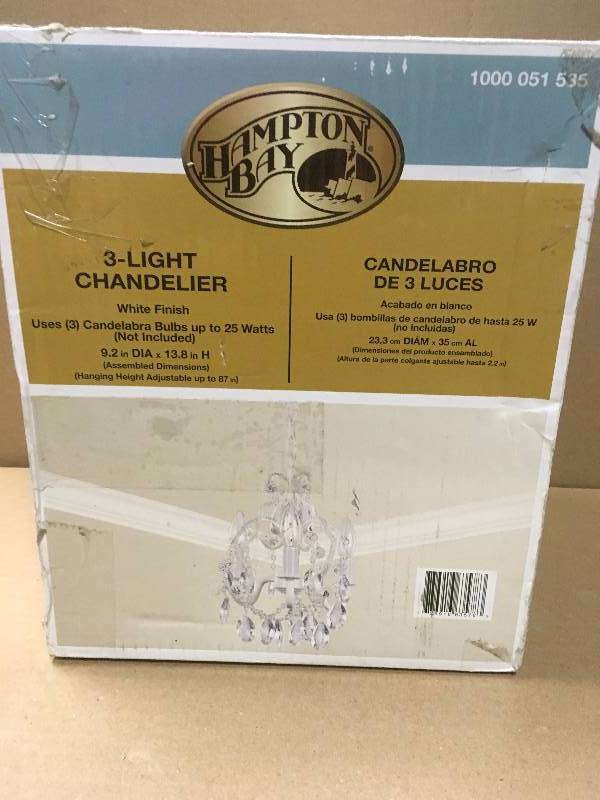 1000 051 535
HAMPTON
BAY
3-LIGHT
CHANDELIER
White Finish
Uses (3) Candelabra Bulbs up to 25 Watts
(Not Included)
9.2 in DIA x 13.8 in H
(Assembled Dimensions)
(Hanging Height Adjustable up to 87 in)
CANDELABRO
DE 3 LUCES
Acabado en blanco
Usa (3) bombillas de candelabro de hasta 25 W
(no incluidas)
23.3 cm DIÁM x 35 cm AL
(Dimensiones del producto ensamblado)
(Altura de la parte colgante ajustable hasta 2.2 m)